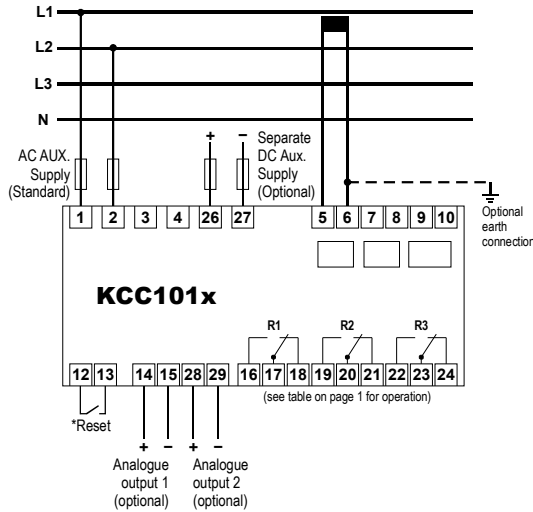 L1
L2
L3
N
AC AUX.
Supply
(Standard)
+
–
Separate
DC Aux.
Supply
(Optional)
1 2 3 4 26 27 5 6 7 8 9 10
Optional
earth
connection
KCC101x
R1 R2 R3
12 13 14 15 28 29 16 17 18 19 20 21 22 23 24
(see table on page 1 for operation)
*Reset
+ – + –
Analogue
output 1
(optional)
Analogue
output 2
(optional)